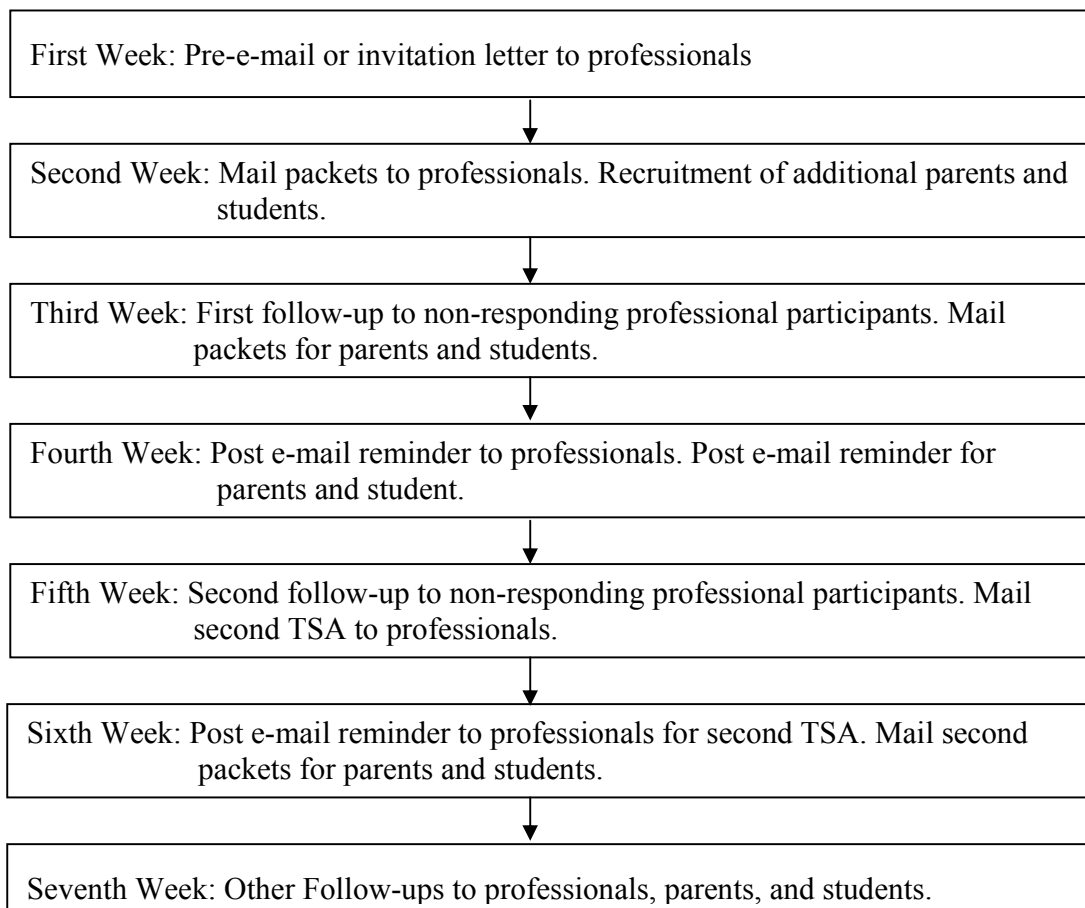 First Week: Pre-e-mail or invitation letter to professionals
Second Week: Mail packets to professionals. Recruitment of additional parents and
students.
Third Week: First follow-up to non-responding professional participants. Mail
packets for parents and students.
Fourth Week: Post e-mail reminder to professionals. Post e-mail reminder for
parents and student.
Fifth Week: Second follow-up to non-responding professional participants. Mail
second TSA to professionals.
Sixth Week: Post e-mail reminder to professionals for second TSA. Mail second
packets for parents and students.
Seventh Week: Other Follow-ups to professionals, parents, and students.